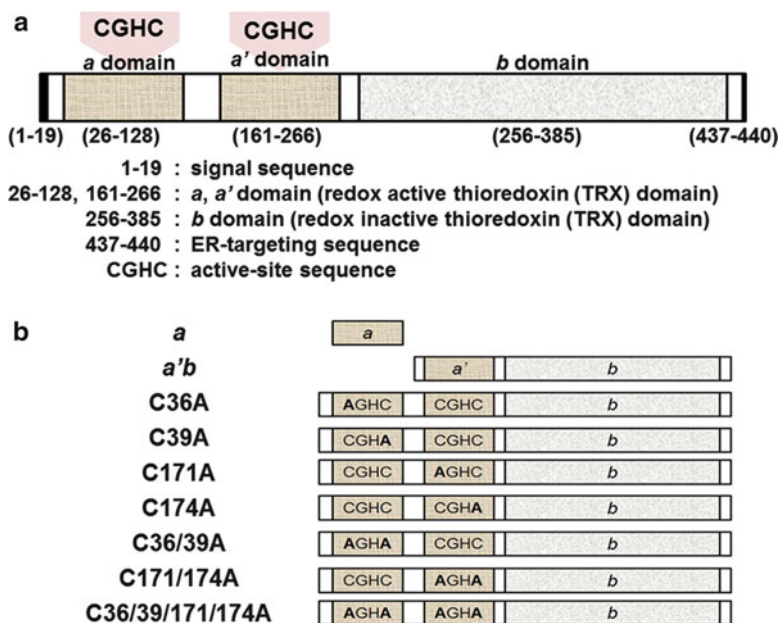 a
CGHC CGHC
a domain a' domain b domain
(1-19) (26-128) (161-266) (256-385) (437-440)
1-19 : signal sequence
26-128, 161-266 : a, a' domain (redox active thioredoxin (TRX) domain)
256-385 : b domain (redox inactive thioredoxin (TRX) domain)
437-440 : ER-targeting sequence
CGHC : active-site sequence
b
a a
a'b a' b
C36A AGHC CGHC b
C39A CGHA CGHC b
C171A CGHC AGHC b
C174A CGHC CGHA b
C36/39A AGHA CGHC b
C171/174A CGHC AGHA b
C36/39/171/174A AGHA AGHA b